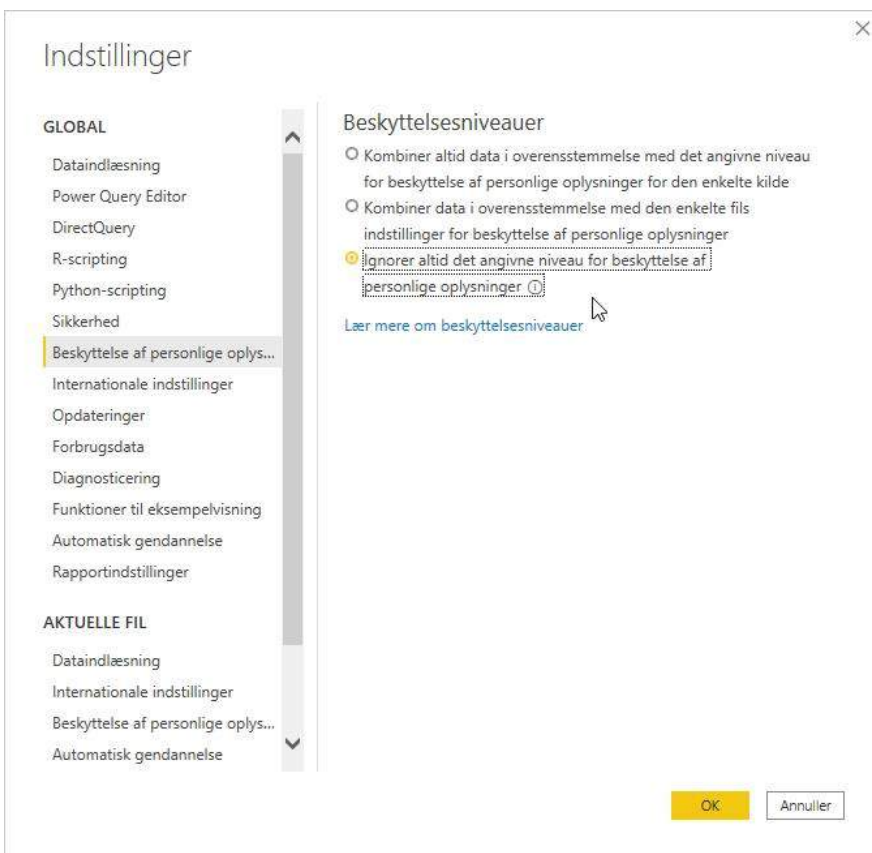 Indstillinger
GLOBAL
Dataindlæsning
Power Query Editor
DirectQuery
R-scripting
Python-scripting
Sikkerhed
Beskyttelse af personlige oplys...
Internationale indstillinger
Opdateringer
Forbrugsdata
Diagnosticering
Funktioner til eksempelvisning
Automatisk gendannelse
Rapportindstillinger
AKTUELLE FIL
Dataindlæsning
Internationale indstillinger
Beskyttelse af personlige oplys...
Automatisk gendannelse
Beskyttelsesniveauer
Kombiner altid data i overensstemmelse med det angivne niveau
for beskyttelse af personlige oplysninger for den enkelte kilde
Kombiner data i overensstemmelse med den enkelte fils
indstillinger for beskyttelse af personlige oplysninger
Ignorer altid det angivne niveau for beskyttelse af
personlige oplysninger
Lær mere om beskyttelsesniveauer
OK
Annuller